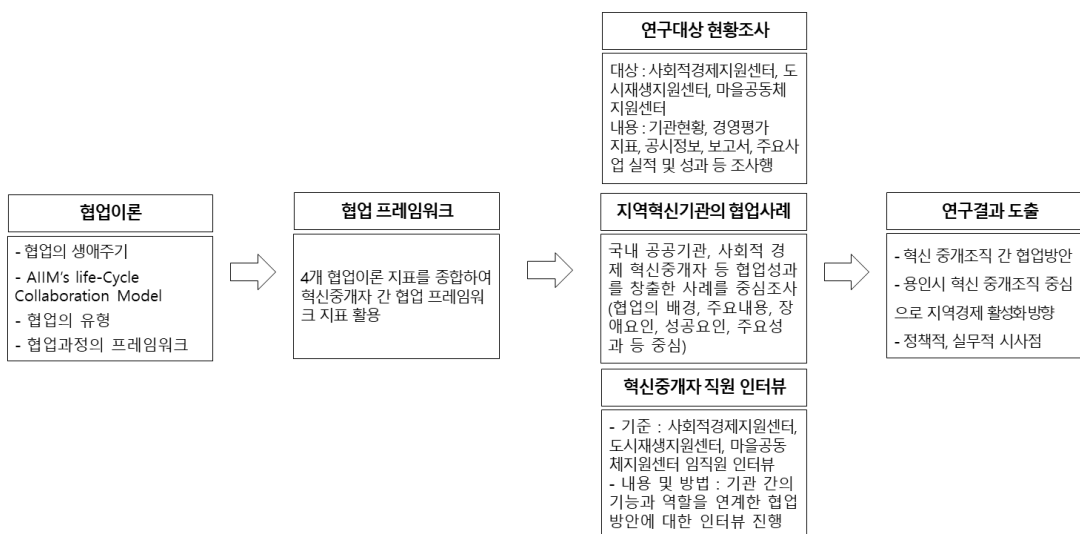 협업이론
- 협업의 생애주기
- AIIM's life-Cycle
Collaboration Model
- 협업의 유형
- 협업과정의 프레임워크
협업 프레임워크
4개 협업이론 지표를 종합하여
혁신중개자 간 협업 프레임워
크 지표 활용
연구대상 현황조사
대상 : 사회적경제지원센터, 도
시재생지원센터, 마을공동체
지원센터
내용 : 기관현황, 경영평가
지표, 공시정보, 보고서, 주요사
업 실적 및 성과 등 조사행
지역혁신기관의 협업사례
국내 공공기관, 사회적 경
제 혁신중개자 등 협업성과
를 창출한 사례를 중심조사
(협업의 배경, 주요내용, 장
애요인, 성공요인, 주요성
과 등 중심)
혁신중개자 직원 인터뷰
- 기준 : 사회적경제지원센터,
도시재생지원센터, 마을공동
체지원센터 임직원 인터뷰
- 내용 및 방법 : 기관 간의
기능과 역할을 연계한 협업
방안에 대한 인터뷰 진행
연구결과 도출
- 혁신 중개조직 간 협업방안
- 용인시 혁신 중개조직 중심
으로 지역경제 활성화방향
- 정책적, 실무적 시사점